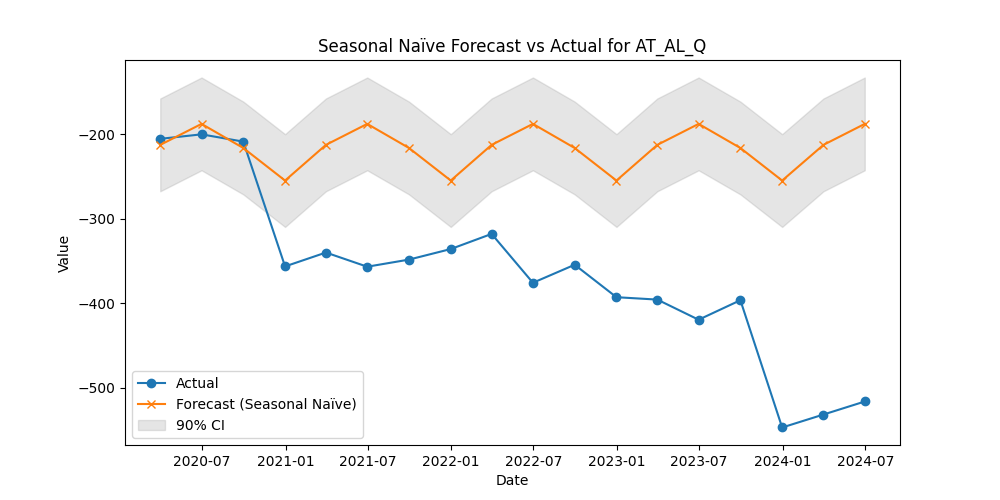 Seasonal Naïve Forecast vs Actual for AT_AL_Q
Value
−200
−300
−400
−500
Actual
Forecast (Seasonal Naïve)
90% CI
2020-07 2021-01 2021-07 2022-01 2022-07 2023-01 2023-07 2024-01 2024-07
Date